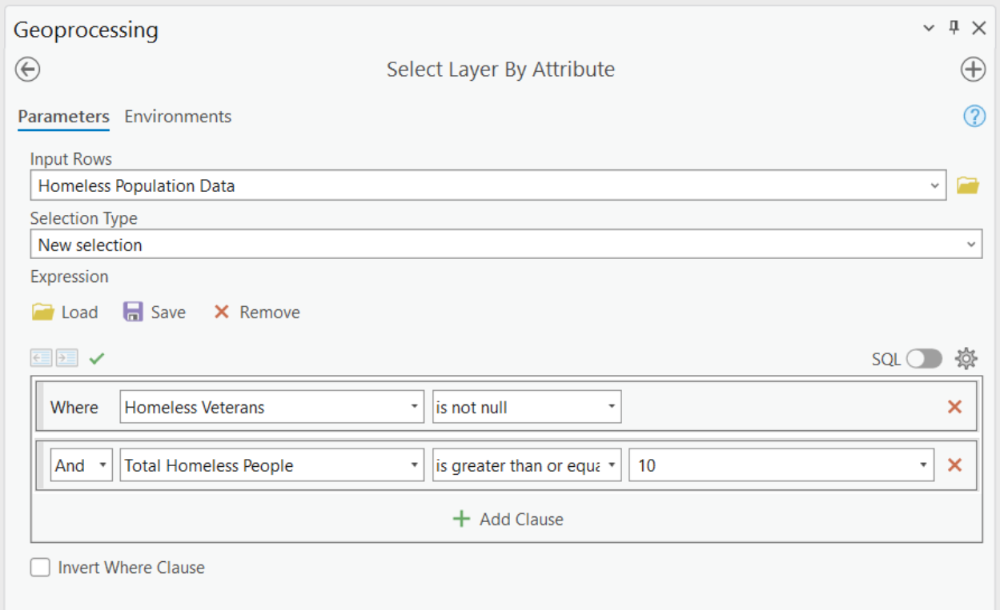 Geoprocessing
Select Layer By Attribute
Parameters Environments
Input Rows
Homeless Population Data
Selection Type
New selection
Expression
Load Save Remove
SQL
Where Homeless Veterans is not null
And Total Homeless People is greater than or equa 10
Add Clause
Invert Where Clause